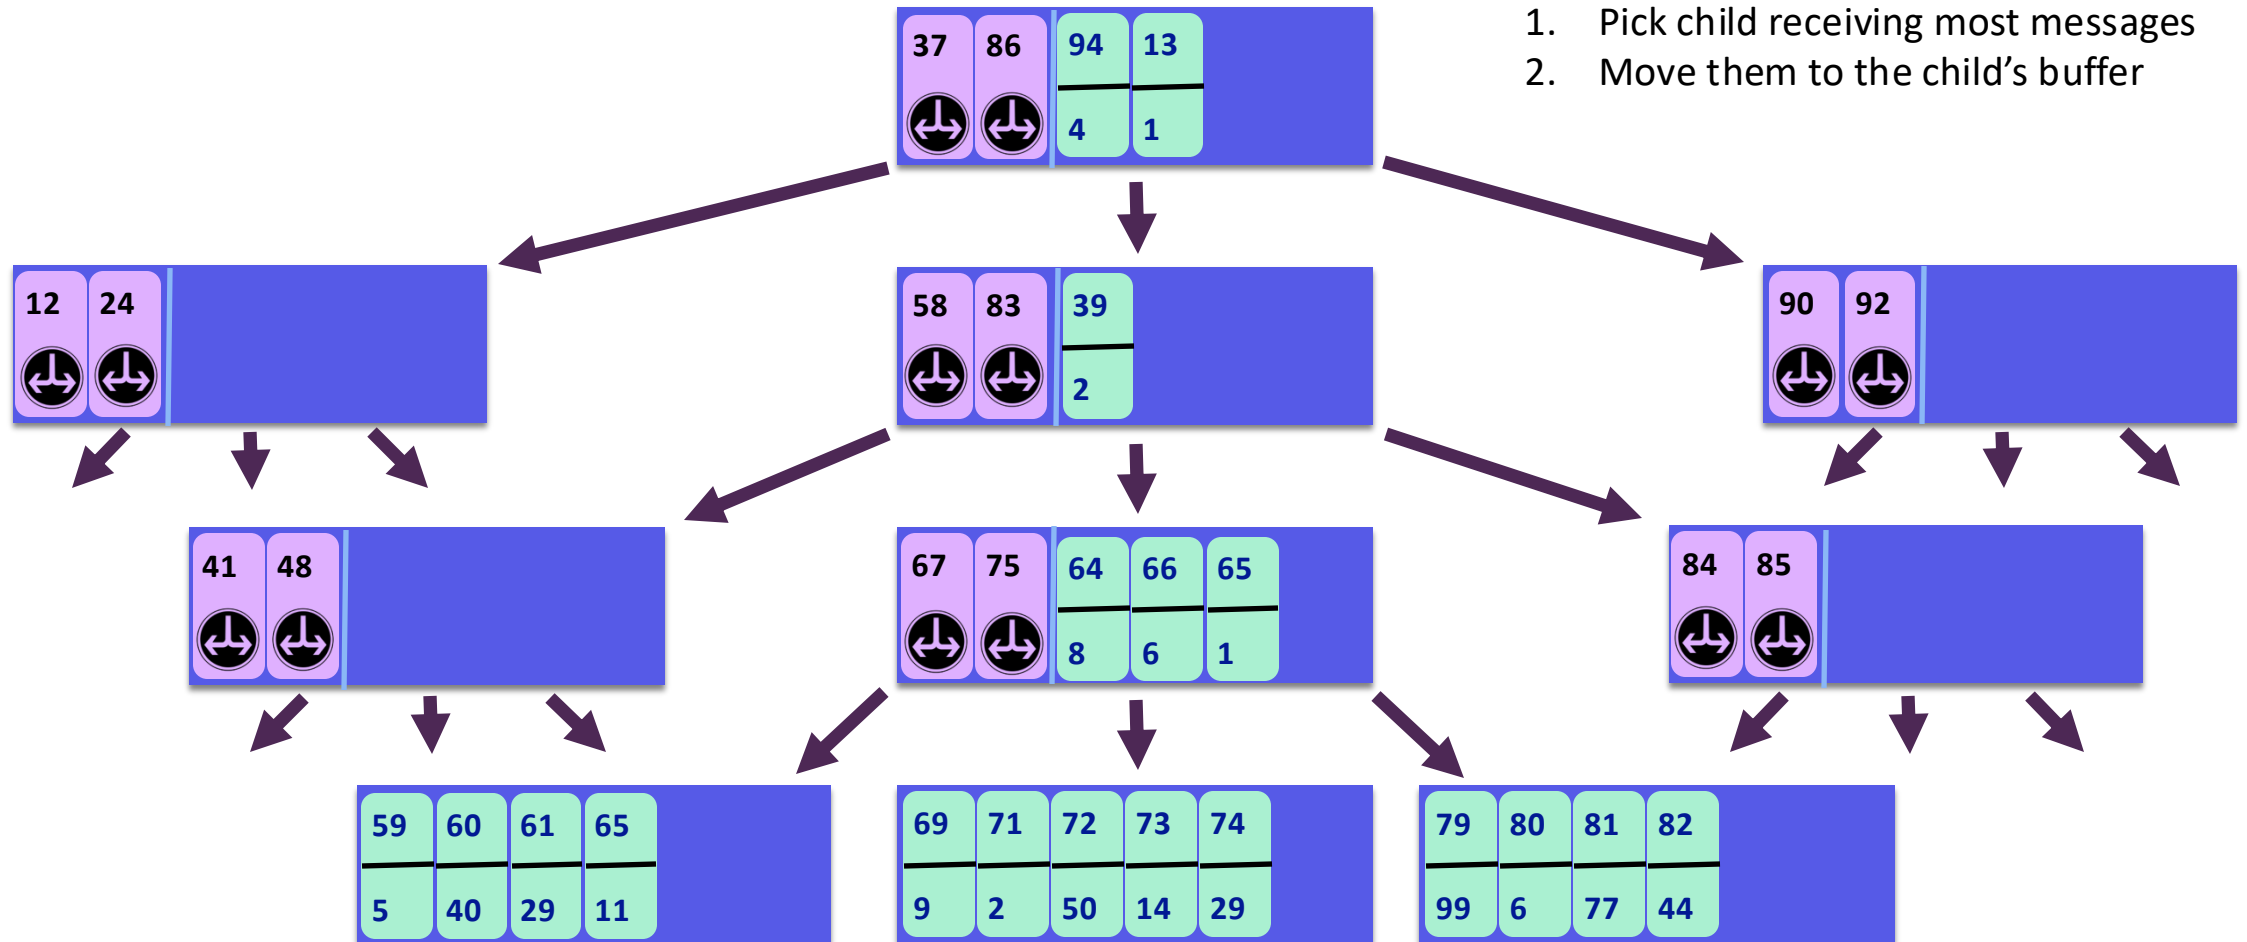 1. Pick child receiving most messages
2. Move them to the child's buffer
37 86 94 13
4 1
12 24
58 83 39
2
90 92
41 48
67 75 64 66 65
8 6 1
84 85
59 60 61 65
5 40 29 11
69 71 72 73 74
9 2 50 14 29
79 80 81 82
99 6 77 44